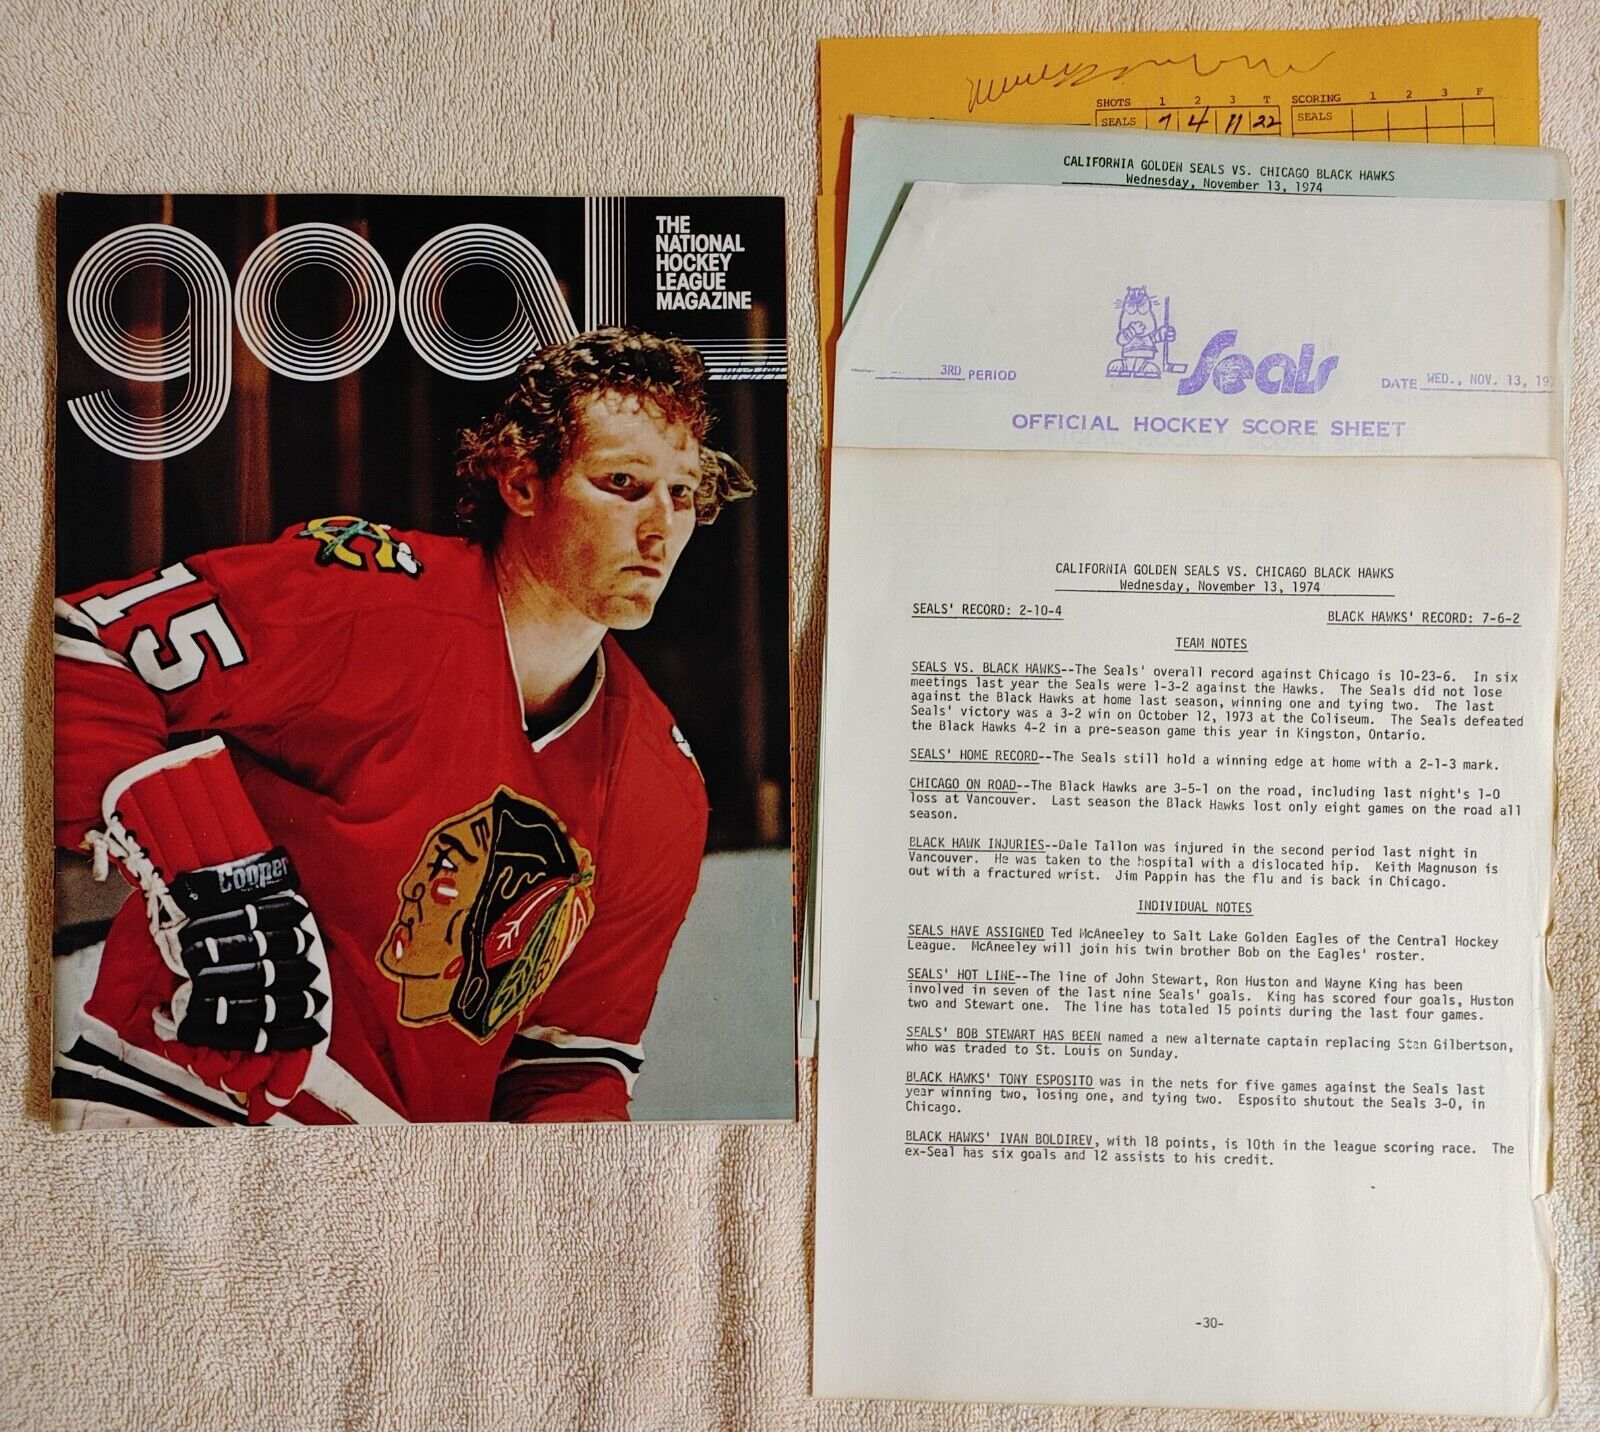 goal
THE
NATIONAL
HOCKEY
LEAGUE
MAGAZINE
15
Cooper
SHOTS 1 2 3 T SCORING 1 2 3 F
SEALS 7 4 11 22 SEALS
CALIFORNIA GOLDEN SEALS VS. CHICAGO BLACK HAWKS
Wednesday, November 13, 1974
Seals
3RD PERIOD
DATE WED., NOV. 13, 197
OFFICIAL HOCKEY SCORE SHEET
CALIFORNIA GOLDEN SEALS VS. CHICAGO BLACK HAWKS
Wednesday, November 13, 1974
SEALS' RECORD: 2-10-4 BLACK HAWKS' RECORD: 7-6-2
TEAM NOTES
SEALS VS. BLACK HAWKS--The Seals' overall record against Chicago is 10-23-6. In six
meetings last year the Seals were 1-3-2 against the Hawks. The Seals did not lose
against the Black Hawks at home last season, winning one and tying two. The last
Seals' victory was a 3-2 win on October 12, 1973 at the Coliseum. The Seals defeated
the Black Hawks 4-2 in a pre-season game this year in Kingston, Ontario.
SEALS' HOME RECORD--The Seals still hold a winning edge at home with a 2-1-3 mark.
CHICAGO ON ROAD--The Black Hawks are 3-5-1 on the road, including last night's 1-0
loss at Vancouver. Last season the Black Hawks lost only eight games on the road all
season.
BLACK HAWK INJURIES--Dale Tallon was injured in the second period last night in
Vancouver. He was taken to the hospital with a dislocated hip. Keith Magnuson is
out with a fractured wrist. Jim Pappin has the flu and is back in Chicago.
INDIVIDUAL NOTES
SEALS HAVE ASSIGNED Ted McAneeley to Salt Lake Golden Eagles of the Central Hockey
League. McAneeley will join his twin brother Bob on the Eagles' roster.
SEALS' HOT LINE--The line of John Stewart, Ron Huston and Wayne King has been
involved in seven of the last nine Seals' goals. King has scored four goals, Huston
two and Stewart one. The line has totaled 15 points during the last four games.
SEALS' BOB STEWART HAS BEEN named a new alternate captain replacing Stan Gilbertson,
who was traded to St. Louis on Sunday.
BLACK HAWKS' TONY ESPOSITO was in the nets for five games against the Seals last
year winning two, losing one, and tying two. Esposito shutout the Seals 3-0, in
Chicago.
BLACK HAWKS' IVAN BOLDIREV, with 18 points, is 10th in the league scoring race. The
ex-Seal has six goals and 12 assists to his credit.
-30-